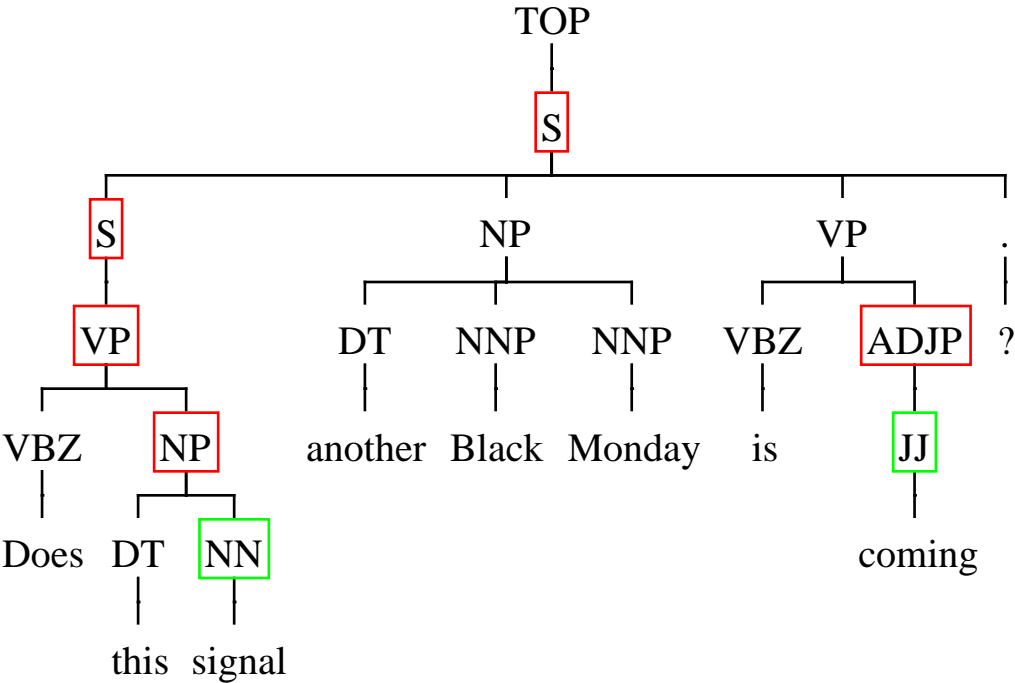 TOP
S
S NP VP .
VP DT NNP NNP VBZ ADJP ?
VBZ NP another Black Monday is JJ
Does DT NN coming
this signal